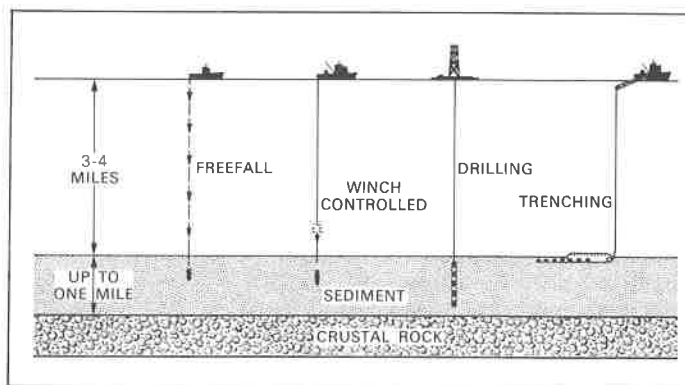 3-4
MILES
FREEFALL
WINCH
CONTROLLED
DRILLING
TRENCHING
UP TO
ONE MILE
SEDIMENT
CRUSTAL ROCK